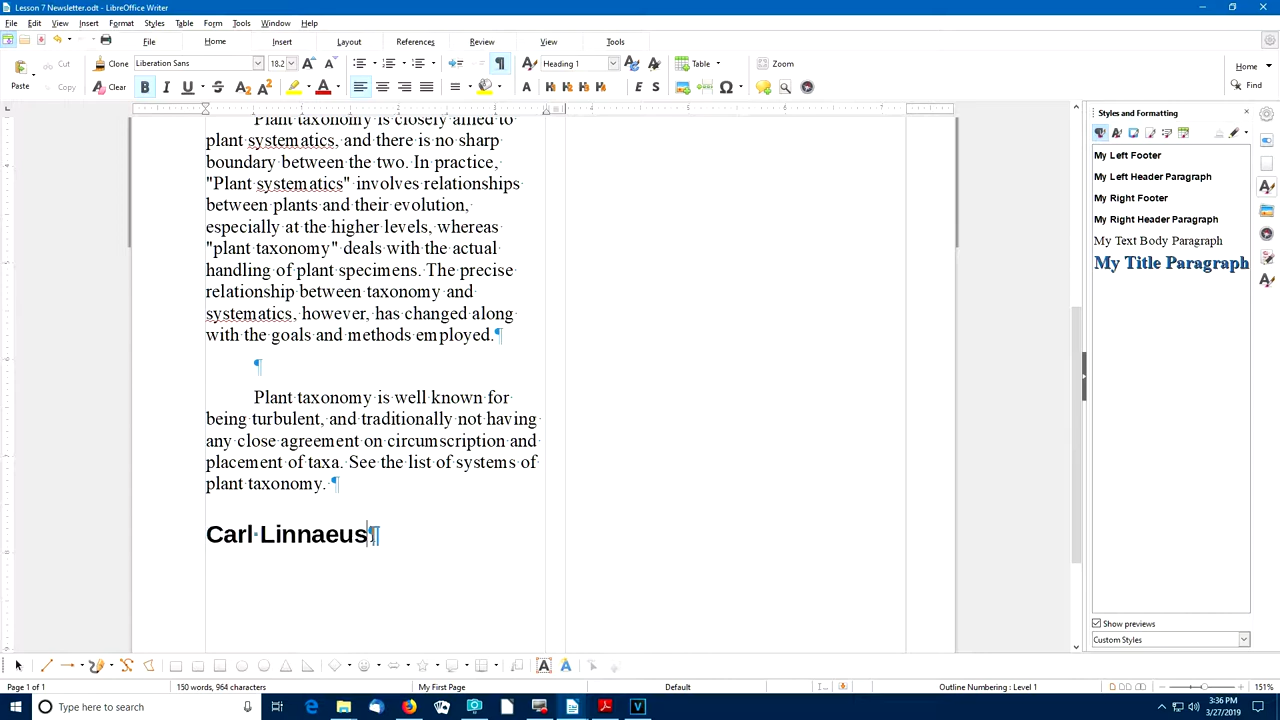 Lesson 7 Newsletter.odt - LibreOffice Writer
File Edit View Insert Format Styles Table Form Tools Window Help
File Home Insert Layout References Review View Tools
Paste Cut Clone Liberation Sans 18.2 Heading 1 Table Zoom Home
Clear Find
1 2 4 5 6 7
Plant taxonomy is closely allied to
plant systematics, and there is no sharp
boundary between the two. In practice,
"Plant systematics" involves relationships
between plants and their evolution,
especially at the higher levels, whereas
"plant taxonomy" deals with the actual
handling of plant specimens. The precise
relationship between taxonomy and
systematics, however, has changed along
with the goals and methods employed.¶
¶
Plant taxonomy is well known for
being turbulent, and traditionally not having
any close agreement on circumscription and
placement of taxa. See the list of systems of
plant taxonomy. ¶
Carl Linnaeus¶
Styles and Formatting
My Left Footer
My Left Header Paragraph
My Right Footer
My Right Header Paragraph
My Text Body Paragraph
My Title Paragraph
Show previews
Custom Styles
Page 1 of 1 150 words, 964 characters My First Page Default Outline Numbering : Level 1 151%
Type here to search 3:36 PM
3/27/2019